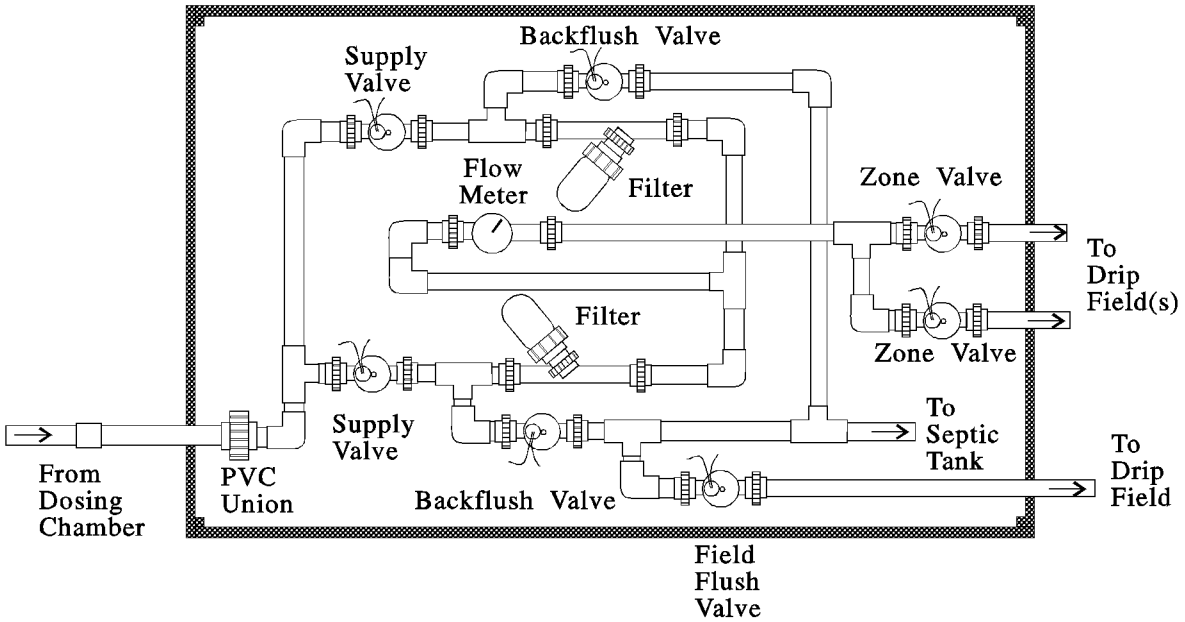 Backflush Valve
Supply
Valve
Flow
Meter
Filter
Zone Valve
To
Drip
Field(s)
Filter
Zone Valve
Supply
Valve
To
Septic
Tank
To
Drip
Field
From
Dosing
Chamber
PVC
Union
Backflush Valve
Field
Flush
Valve